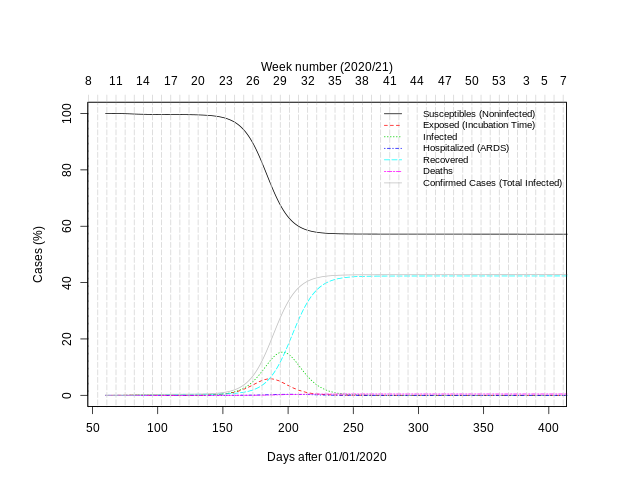 Week number (2020/21)
8 11 14 17 20 23 26 29 32 35 38 41 44 47 50 53 3 5 7
Susceptibles (Noninfected)
Exposed (Incubation Time)
Infected
Hospitalized (ARDS)
Recovered
Deaths
Confirmed Cases (Total Infected)
Cases (%)
100
80
60
40
20
0
50 100 150 200 250 300 350 400
Days after 01/01/2020